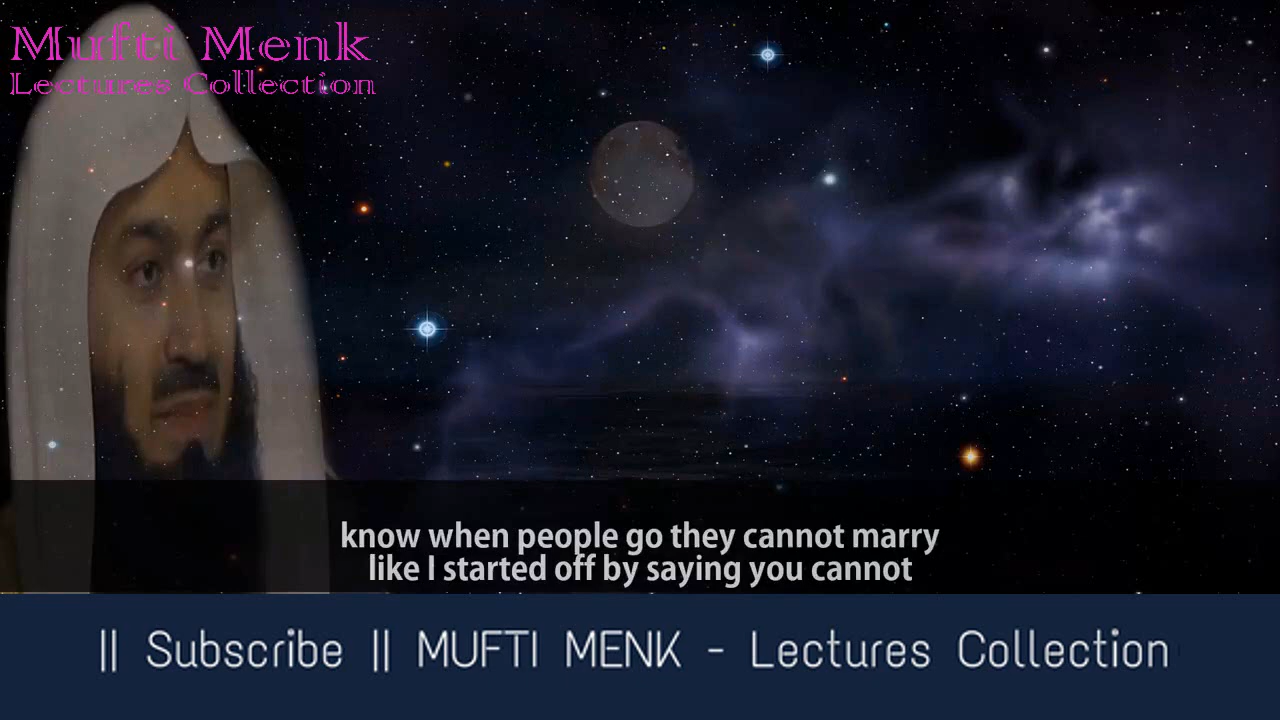 Mufti Menk
Lectures Collection
know when people go they cannot marry
like I started off by saying you cannot
|| Subscribe || MUFTI MENK - Lectures Collection